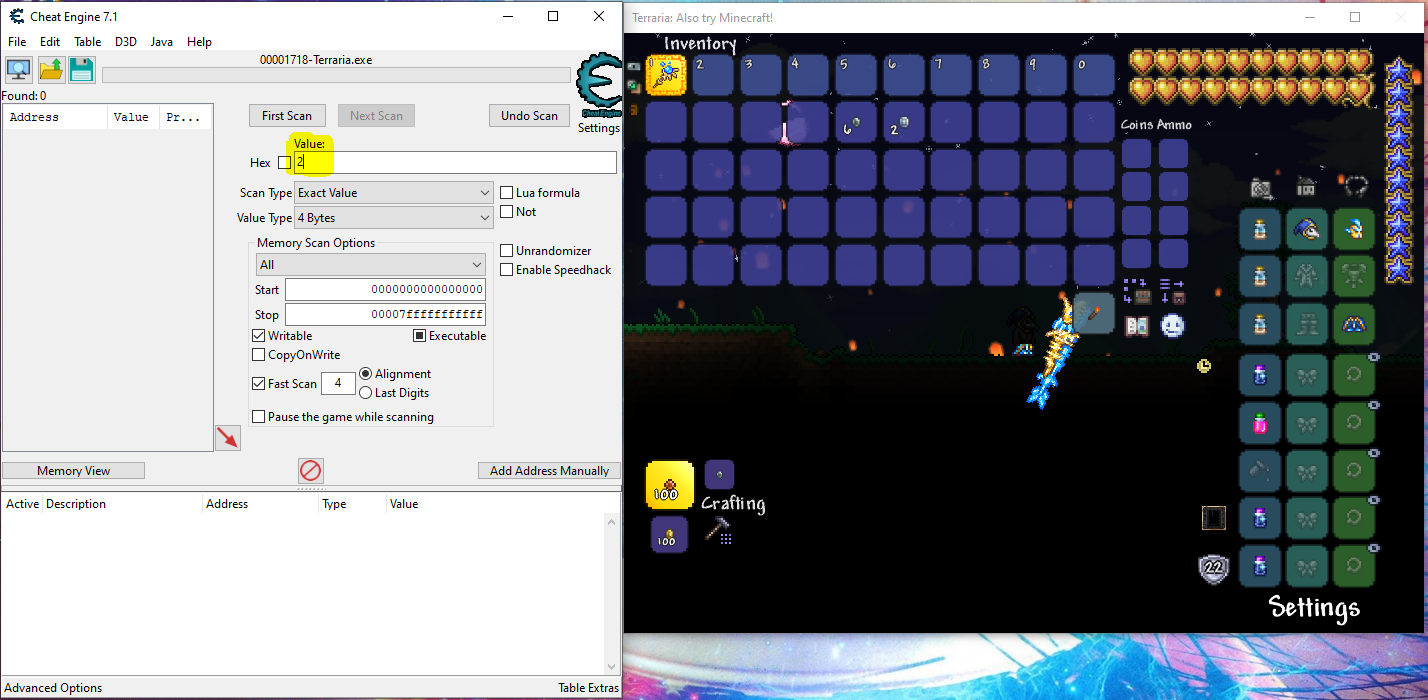 Cheat Engine 7.1
File Edit Table D3D Java Help
00001718-Terraria.exe
Found: 0
Address Value Pr...
First Scan Next Scan Undo Scan
Cheat Engine
Settings
Value:
Hex 2
Scan Type Exact Value
Lua formula
Value Type 4 Bytes
Not
Memory Scan Options
All
Unrandomizer
Enable Speedhack
Start 0000000000000000
Stop 00007fffffffffff
Writable Executable
CopyOnWrite
Fast Scan 4 Alignment
Last Digits
Pause the game while scanning
Memory View Add Address Manually
Active Description Address Type Value
Advanced Options Table Extras
Terraria: Also try Minecraft!
Inventory
1 2 3 4 5 6 7 8 9 0
6 2
Coins Ammo
100
Crafting
100
22
Settings